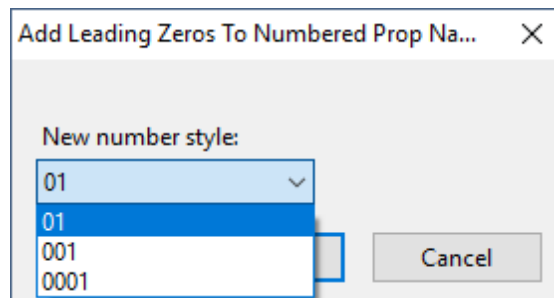 Add Leading Zeros To Numbered Prop Na...
New number style:
01
01
001
0001
Cancel